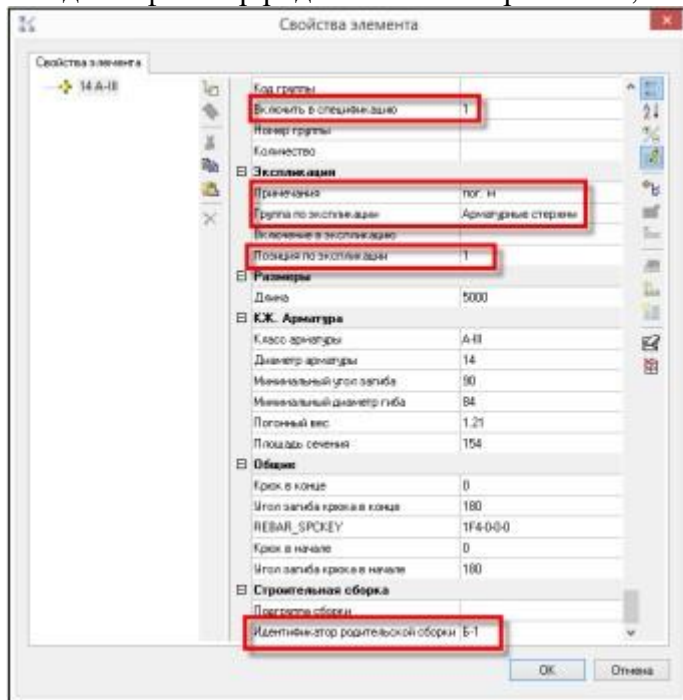 Свойства элемента
Свойства элемента
14 A-III
Код группы
Включить в спецификацию 1
Номер группы
Количество
Экспликация
Примечания пог. м
Группа по экспликации Арматурные стержни
Включение в экспликацию
Позиция по экспликации 1
Размеры
Длина 5000
КЖ. Арматура
Класс арматуры A-III
Диаметр арматуры 14
Минимальный угол загиба 90
Минимальный диаметр гиба 84
Погонный вес 1.21
Площадь сечения 154
Общие
Крюк в конце 0
Угол загиба крюка в конце 180
REBAR_SPCKEY 1F4-0-0-0
Крюк в начале 0
Угол загиба крюка в начале 180
Строительная сборка
Подгруппа сборки
Идентификатор родительской сборки Б-1
OK Отмена